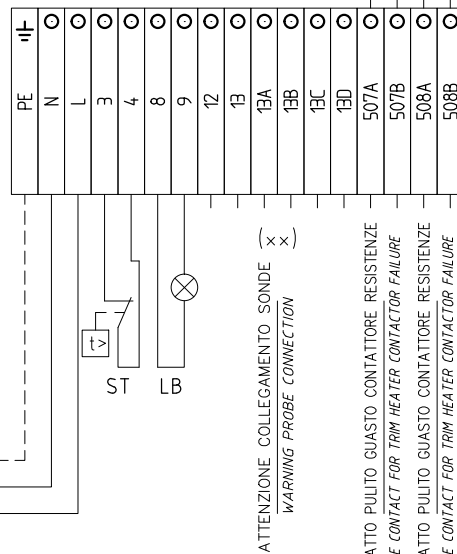 PE
N
L
3
4
8
9
12
13
13A
13B
13C
13D
507A
507B
508A
508B
t>
ST
LB
ATTENZIONE COLLEGAMENTO SONDE (xx)
WARNING PROBE CONNECTION
PULITO GUASTO CONTATTORE RESISTENZE
CONTACT FOR TRIM HEATER CONTACTOR FAILURE
PULITO GUASTO CONTATTORE RESISTENZE
CONTACT FOR TRIM HEATER CONTACTOR FAILURE